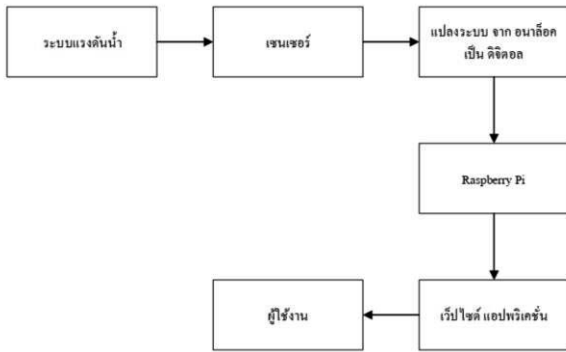 ระบบแรงดันน้ำ
เซนเซอร์
แปลงระบบ จาก อนาล็อค
เป็น ดิจิตอล
Raspberry Pi
เว็ปไซต์ แอปพริเคชั่น
ผู้ใช้งาน